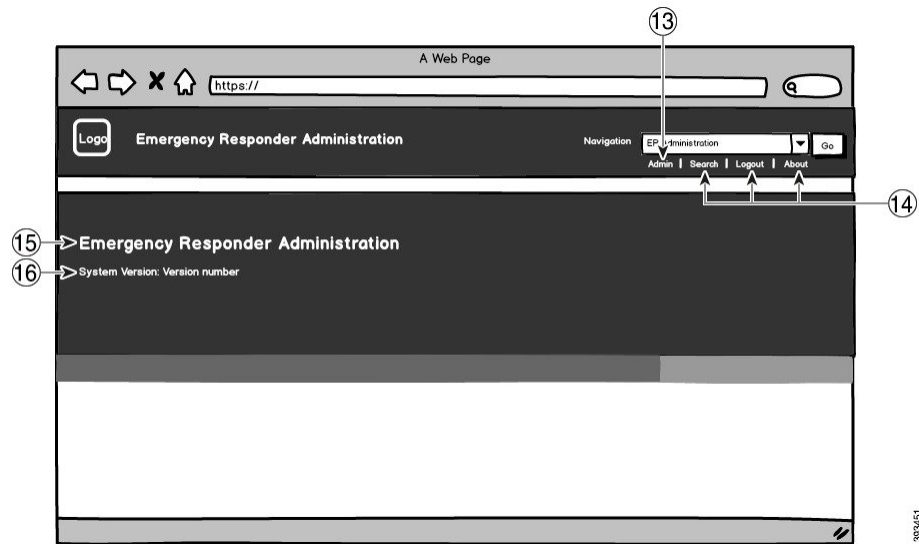 13
A Web Page
https://
Logo
Emergency Responder Administration
Navigation
Administration
Go
Admin | Search | Logout | About
14
15
Emergency Responder Administration
16
System Version: Version number
393451